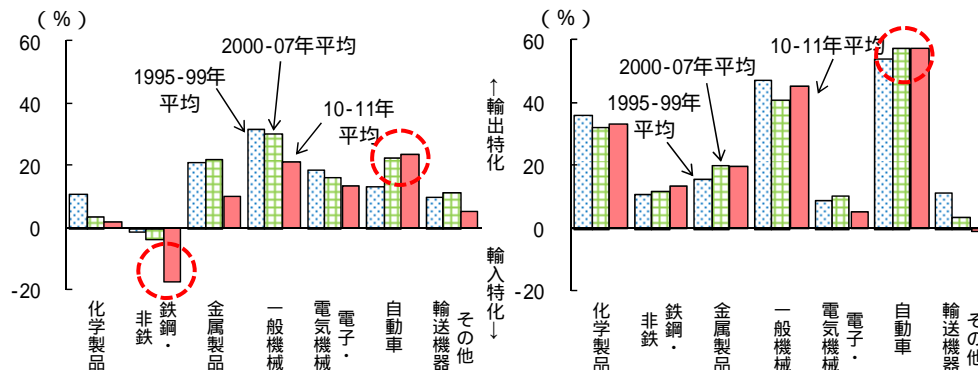 (％)
60
40
20
0
-20
1995-99年
平均
2000-07年平均
10-11年
平均
化学製品
鉄鋼・
非鉄
金属製品
一般機械
電子・
電気機械
自動車
その他
輸送機器
←輸出特化
輸入特化→
(％)
60
40
20
0
-20
2000-07年平均
1995-99年
平均
10-11年平均
化学製品
鉄鋼・
非鉄
金属製品
一般機械
電子・
電気機械
自動車
その他
輸送機器